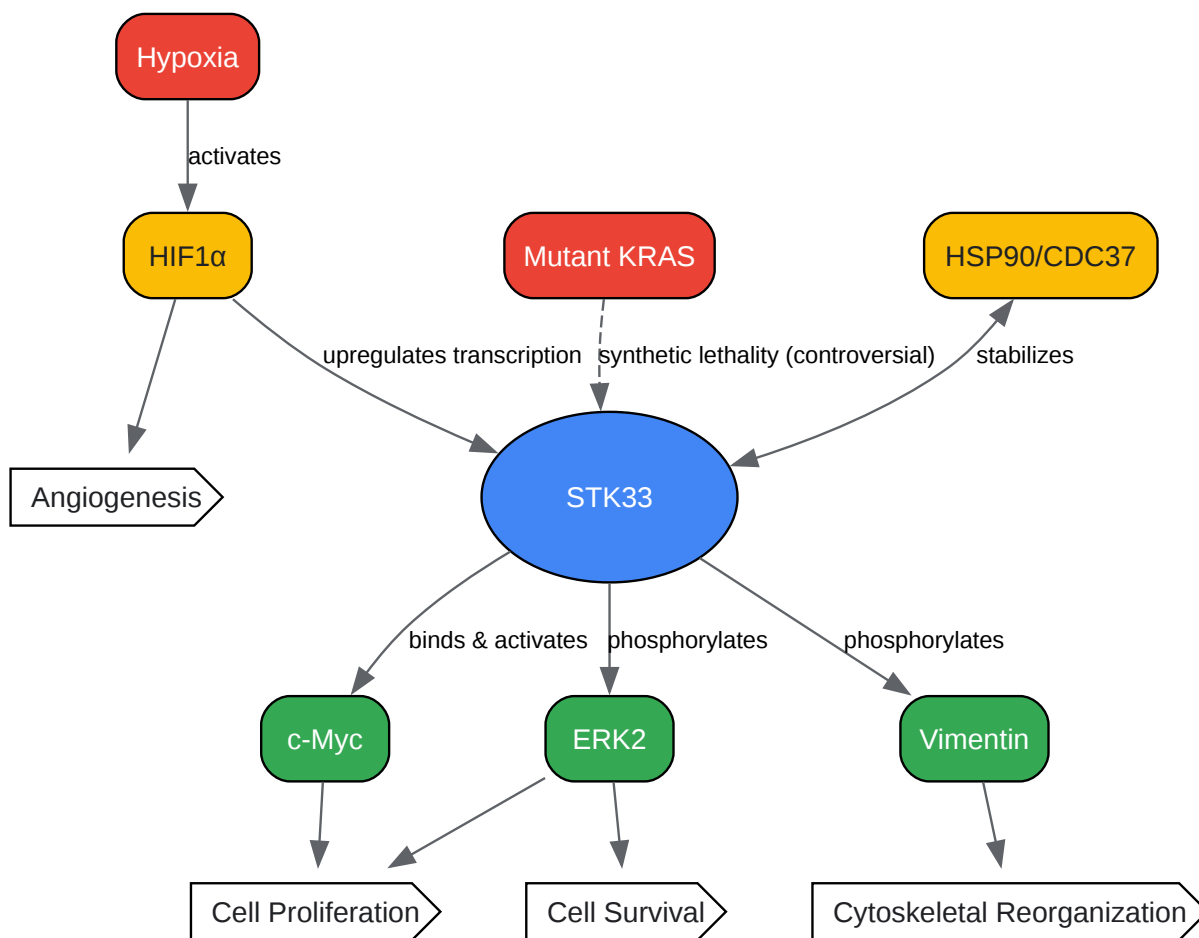 Hypoxia
activates
HIF1α
Mutant KRAS
HSP90/CDC37
upregulates transcription
synthetic lethality (controversial)
stabilizes
Angiogenesis
STK33
binds & activates
phosphorylates
phosphorylates
c-Myc
ERK2
Vimentin
Cell Proliferation
Cell Survival
Cytoskeletal Reorganization